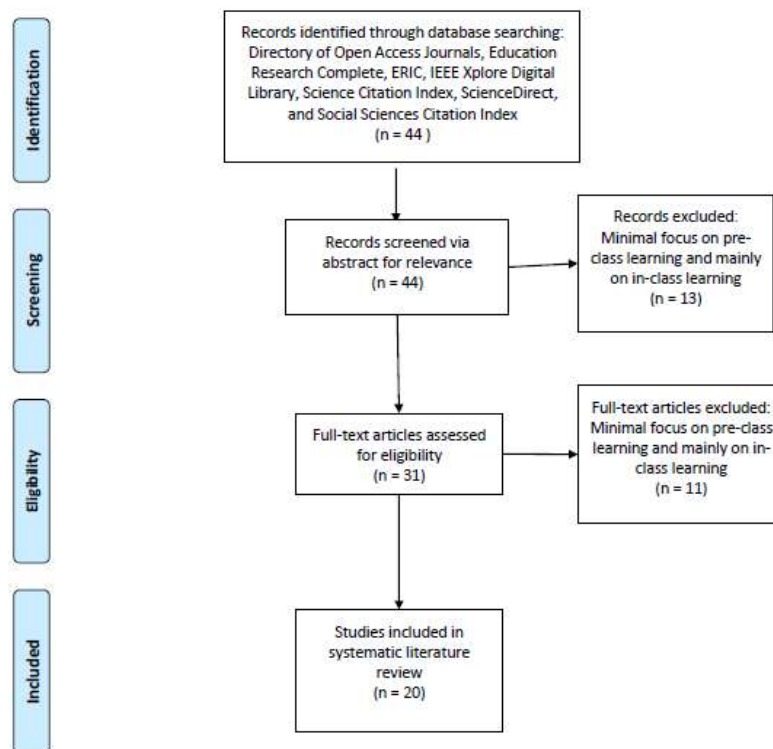 Identification
Records identified through database searching:
Directory of Open Access Journals, Education
Research Complete, ERIC, IEEE Xplore Digital
Library, Science Citation Index, ScienceDirect,
and Social Sciences Citation Index
(n = 44 )
Screening
Records screened via
abstract for relevance
(n = 44)
Records excluded:
Minimal focus on pre-
class learning and mainly
on in-class learning
(n = 13)
Eligibility
Full-text articles assessed
for eligibility
(n = 31)
Full-text articles excluded:
Minimal focus on pre-class
learning and mainly on in-
class learning
(n = 11)
Included
Studies included in
systematic literature
review
(n = 20)